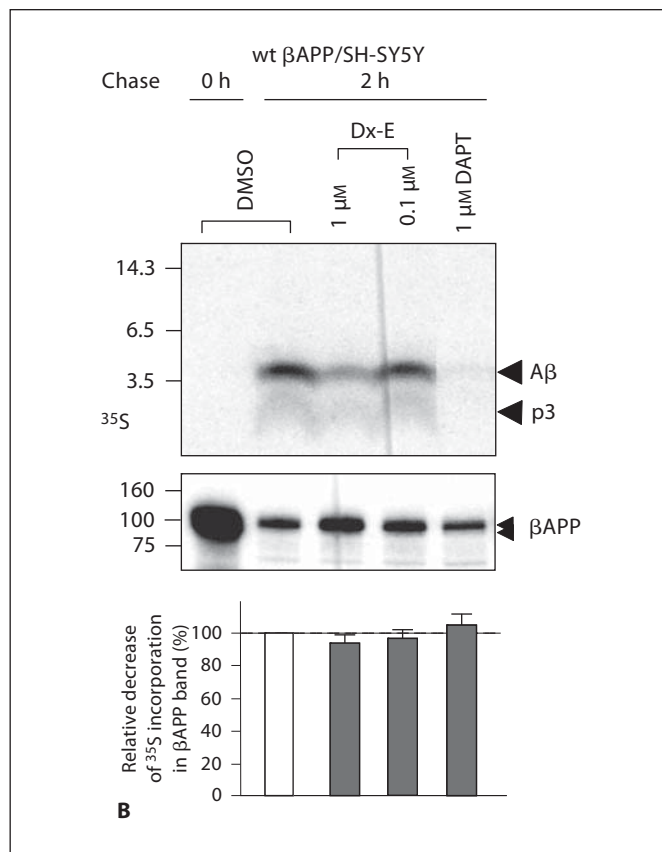 wt βAPP/SH-SY5Y
Chase 0 h 2 h
Dx-E
DMSO
1 μM
0.1 μM
1 μM DAPT
14.3
6.5
3.5
³⁵S
Aβ
p3
160
100
75
βAPP
Relative decrease
of ³⁵S incorporation
in βAPP band (%)
100
80
60
40
20
0
B